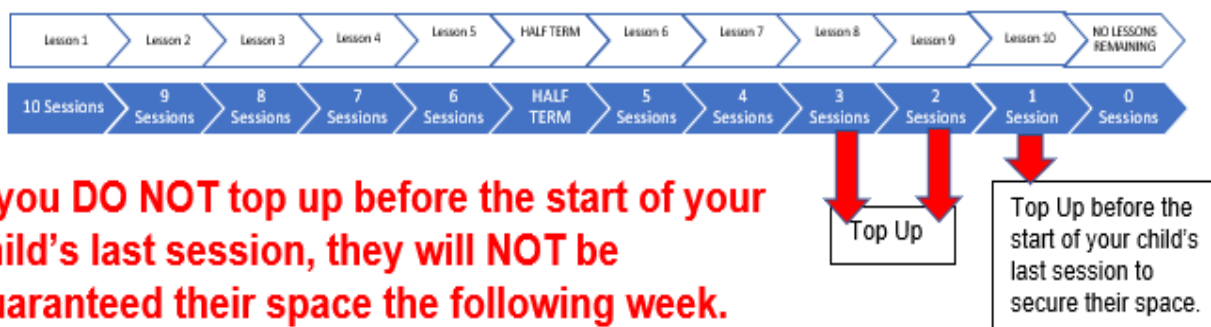 Lesson 1 Lesson 2 Lesson 3 Lesson 4 Lesson 5 HALF TERM Lesson 6 Lesson 7 Lesson 8 Lesson 9 Lesson 10 NO LESSONS
REMAINING
10 Sessions 9 8 7 6 HALF 5 4 3 2 1 0
Sessions Sessions Sessions Sessions TERM Sessions Sessions Sessions Sessions Session Sessions
you DO NOT top up before the start of your
hild's last session, they will NOT be
uaranteed their space the following week.
Top Up
Top Up before the
start of your child's
last session to
secure their space.